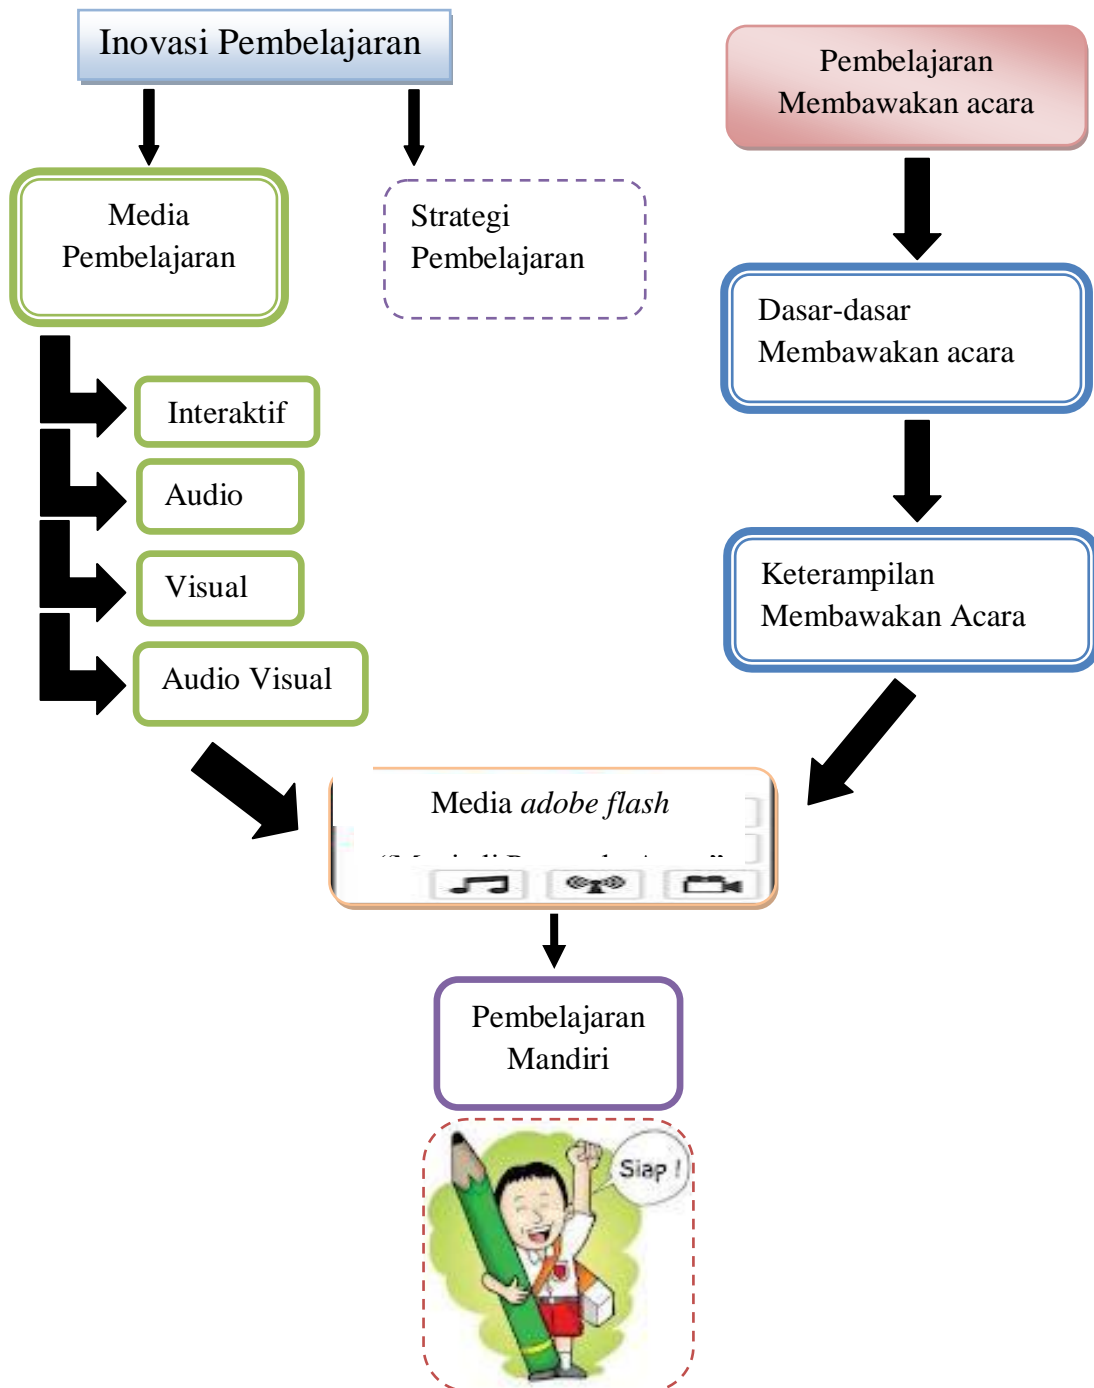 Inovasi Pembelajaran
Pembelajaran
Membawakan acara
Media
Pembelajaran
Strategi
Pembelajaran
Dasar-dasar
Membawakan acara
Interaktif
Audio
Visual
Audio Visual
Keterampilan
Membawakan Acara
Media adobe flash
Pembelajaran
Mandiri
Siap !